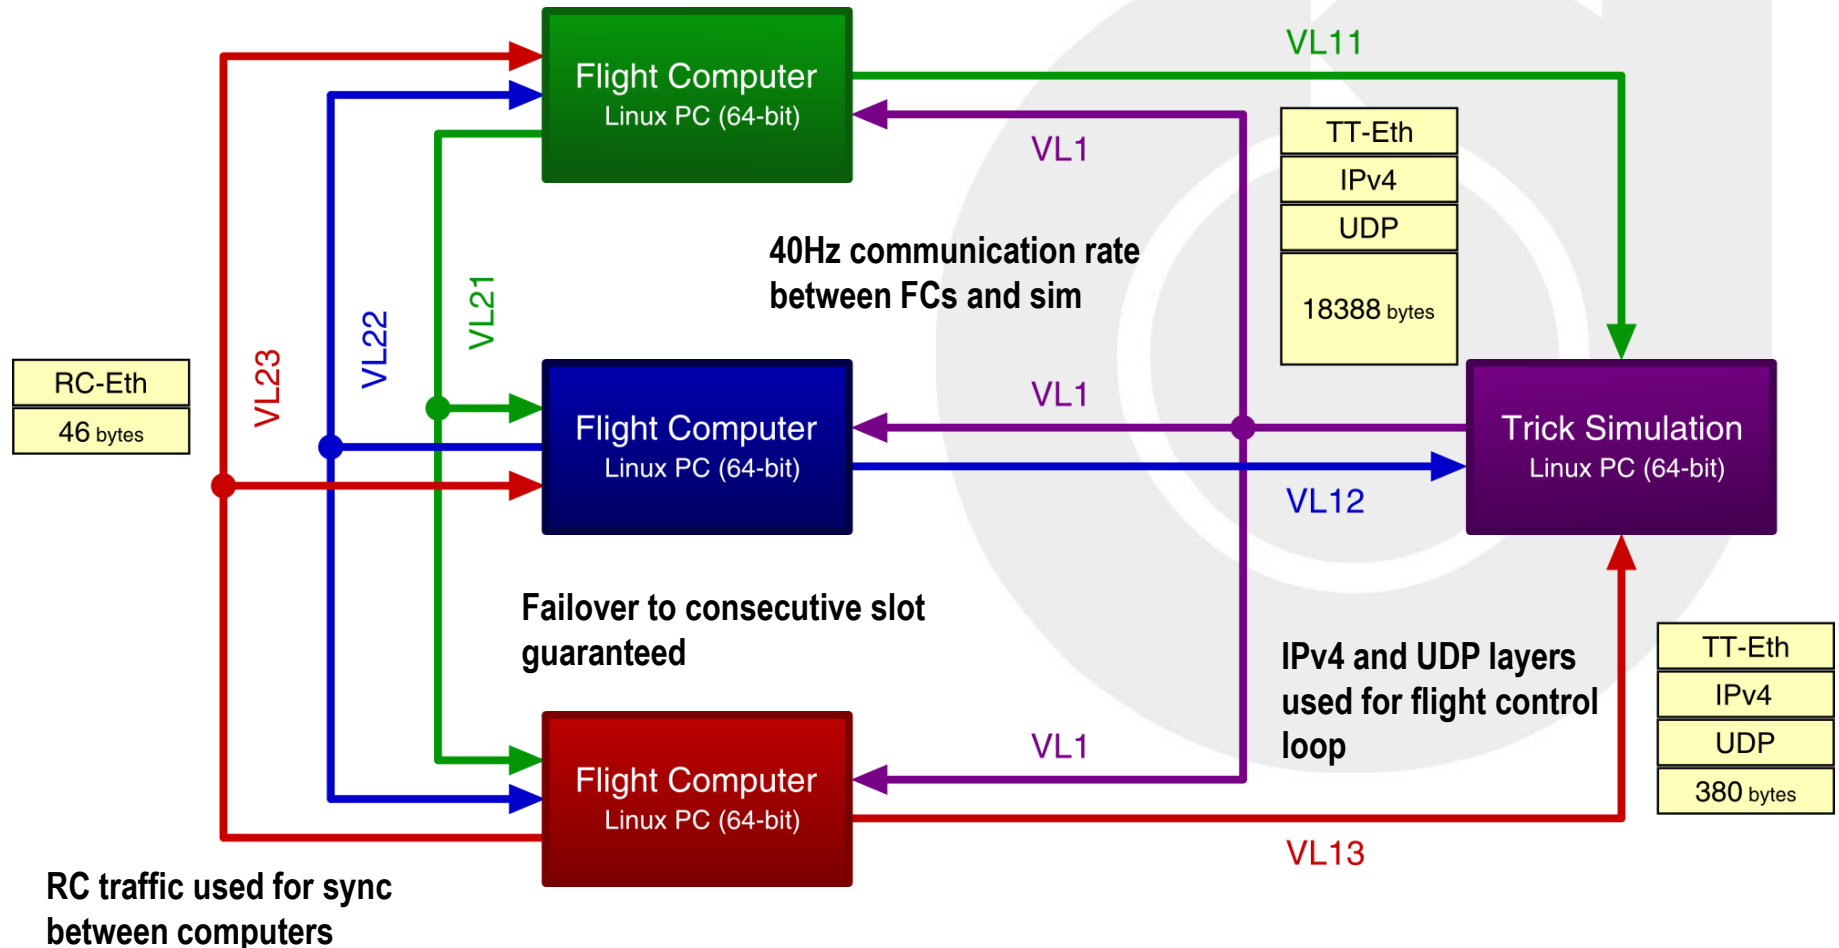 Flight Computer
Linux PC (64-bit)
VL11
VL1
TT-Eth
IPv4
UDP
18388 bytes
40Hz communication rate
between FCs and sim
VL21
VL22
VL23
RC-Eth
46 bytes
Flight Computer
Linux PC (64-bit)
VL1
VL12
Trick Simulation
Linux PC (64-bit)
Failover to consecutive slot
guaranteed
IPv4 and UDP layers
used for flight control
loop
TT-Eth
IPv4
UDP
380 bytes
Flight Computer
Linux PC (64-bit)
VL1
VL13
RC traffic used for sync
between computers